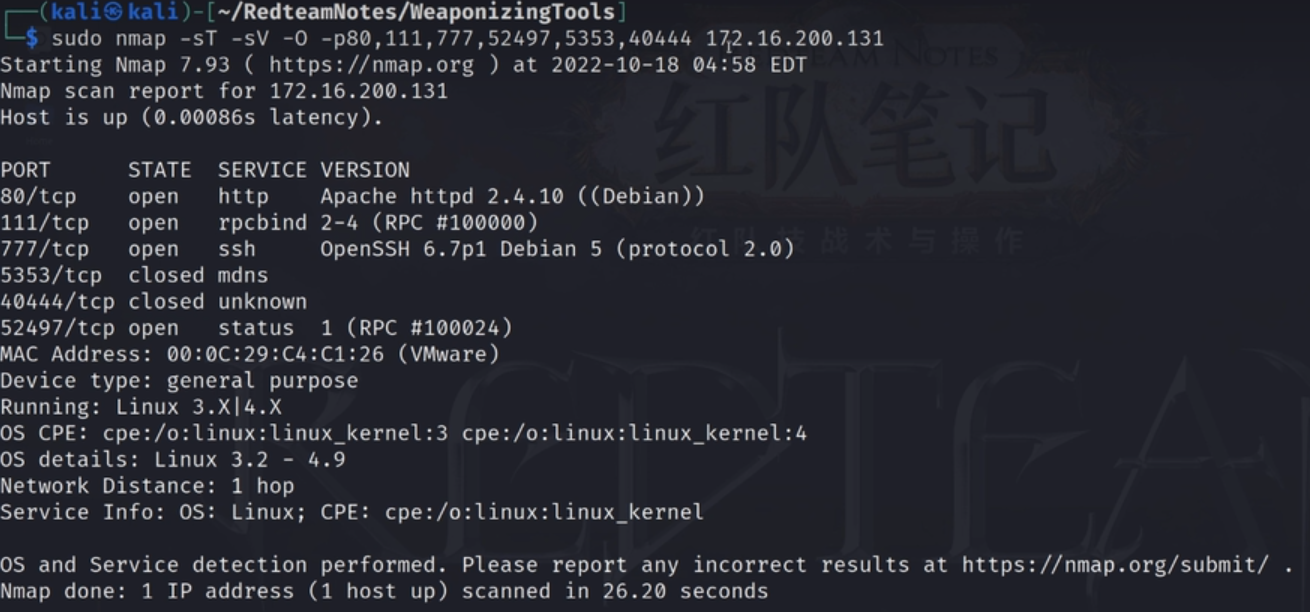 (kali㉿kali)-[~/RedteamNotes/WeaponizingTools]
$ sudo nmap -sT -sV -O -p80,111,777,52497,5353,40444 172.16.200.131
Starting Nmap 7.93 ( https://nmap.org ) at 2022-10-18 04:58 EDT
Nmap scan report for 172.16.200.131
Host is up (0.00086s latency).
PORT      STATE  SERVICE VERSION
80/tcp    open   http    Apache httpd 2.4.10 ((Debian))
111/tcp   open   rpcbind 2-4 (RPC #100000)
777/tcp   open   ssh     OpenSSH 6.7p1 Debian 5 (protocol 2.0)
5353/tcp  closed mdns
40444/tcp closed unknown
52497/tcp open   status  1 (RPC #100024)
MAC Address: 00:0C:29:C4:C1:26 (VMware)
Device type: general purpose
Running: Linux 3.X|4.X
OS CPE: cpe:/o:linux:linux_kernel:3 cpe:/o:linux:linux_kernel:4
OS details: Linux 3.2 - 4.9
Network Distance: 1 hop
Service Info: OS: Linux; CPE: cpe:/o:linux:linux_kernel
OS and Service detection performed. Please report any incorrect results at https://nmap.org/submit/ .
Nmap done: 1 IP address (1 host up) scanned in 26.20 seconds
REDTEAM NOTES
红队笔记
红队技战术与操作
REDTEA